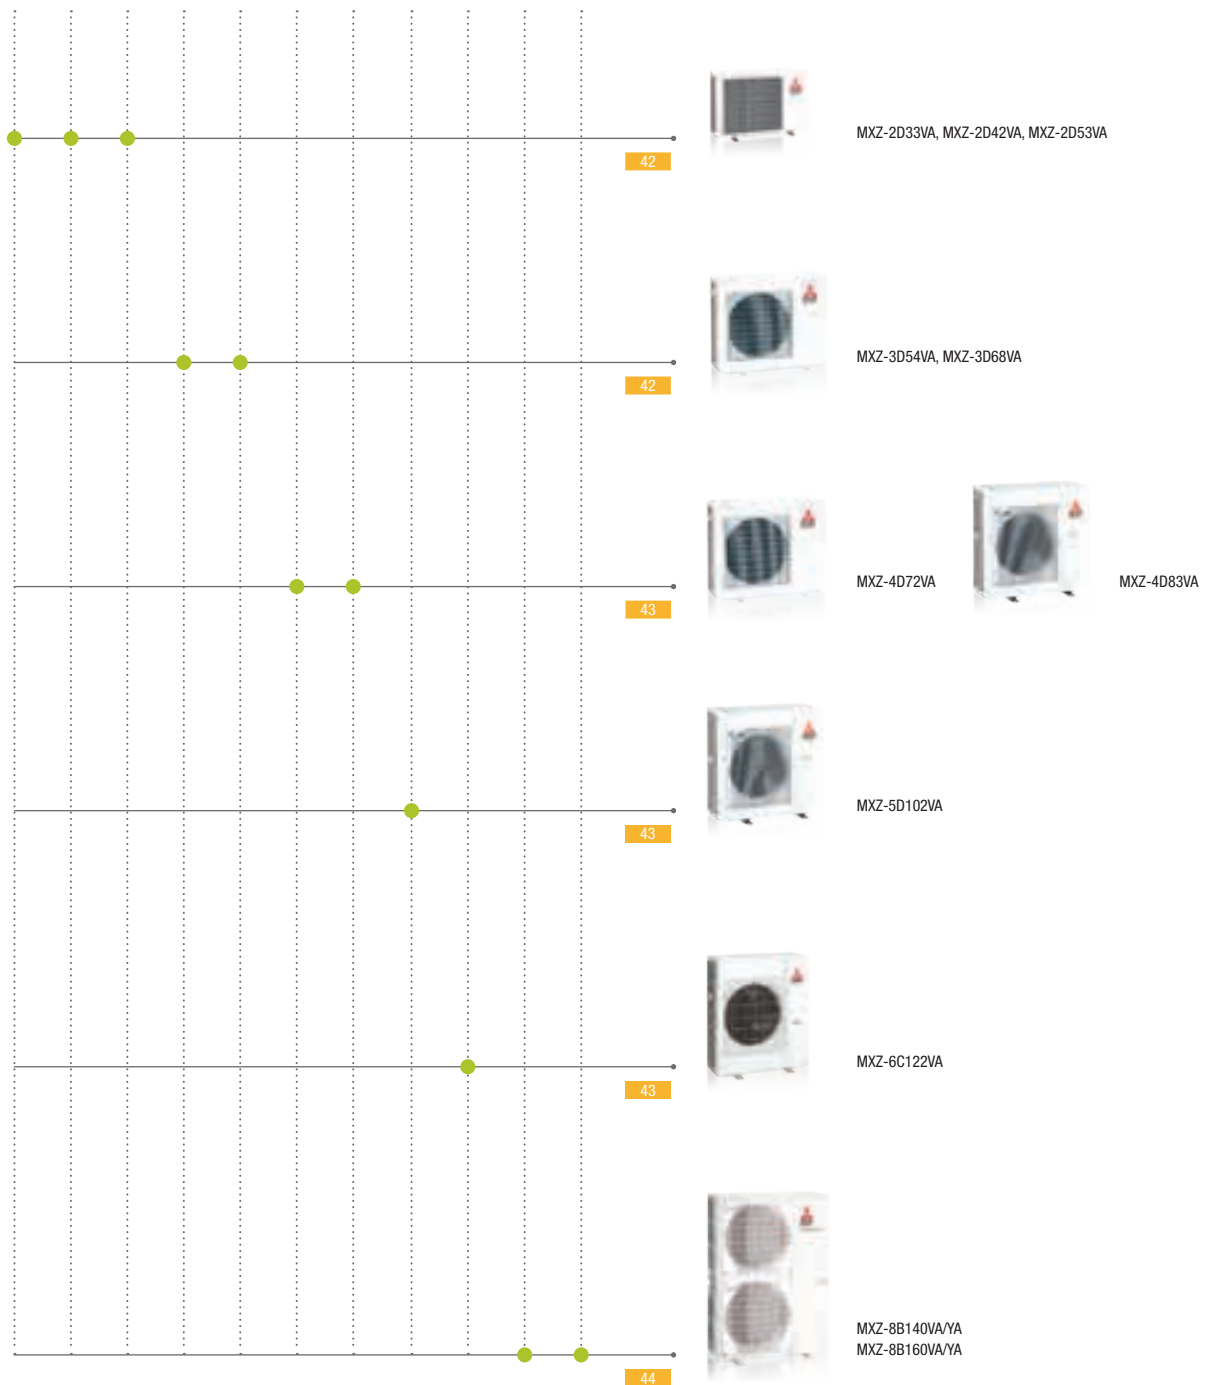 MXZ-2D33VA, MXZ-2D42VA, MXZ-2D53VA
42
MXZ-3D54VA, MXZ-3D68VA
42
MXZ-4D72VA
MXZ-4D83VA
43
MXZ-5D102VA
43
MXZ-6C122VA
43
MXZ-8B140VA/YA
MXZ-8B160VA/YA
44